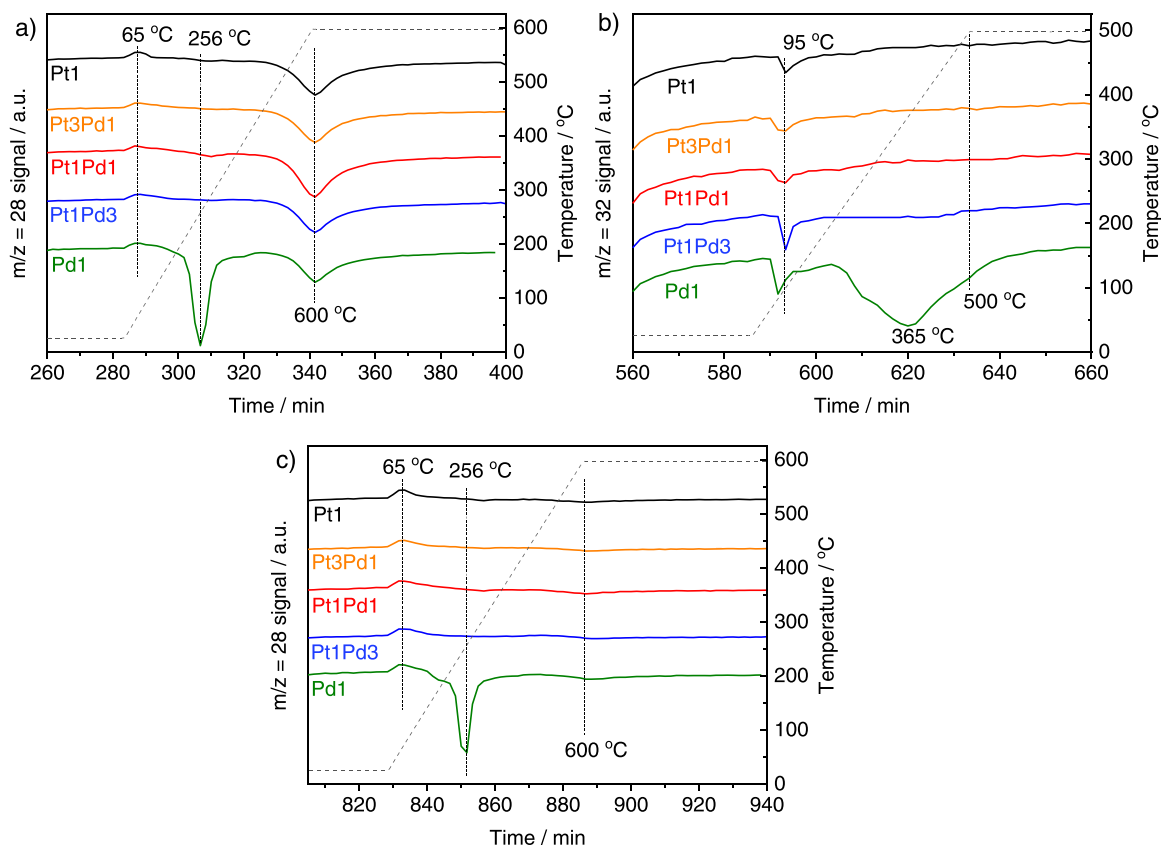 a)
65 °C
256 °C
Pt1
Pt3Pd1
Pt1Pd1
Pt1Pd3
Pd1
600 °C
m/z = 28 signal / a.u.
600
500
400
300
200
100
0
Temperature / °C
260 280 300 320 340 360 380 400
Time / min
b)
95 °C
Pt1
Pt3Pd1
Pt1Pd1
Pt1Pd3
Pd1
500 °C
365 °C
m/z = 32 signal / a.u.
500
400
300
200
100
0
Temperature / °C
560 580 600 620 640 660
Time / min
c)
65 °C
256 °C
Pt1
Pt3Pd1
Pt1Pd1
Pt1Pd3
Pd1
600 °C
m/z = 28 signal / a.u.
600
500
400
300
200
100
0
Temperature / °C
820 840 860 880 900 920 940
Time / min